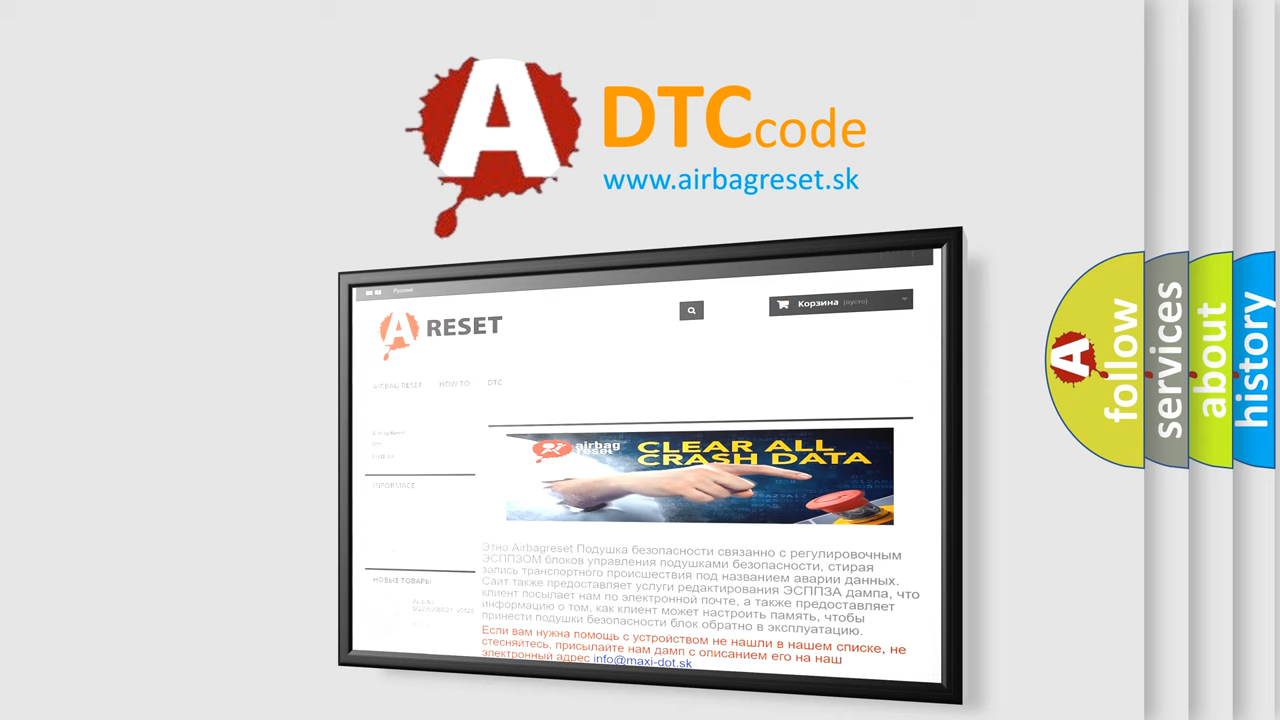 A
DTCcode
www.airbagreset.sk
Русский
A RESET
Корзина (пусто)
AIRBAG RESET HOW TO DTC
INFORMACE
airbag
reset
CLEAR ALL
CRASH DATA
Этно Airbagreset Подушка безопасности связанно с регулировочным
ЭСППЗОМ блоков управления подушками безопасности, стирая
запись транспортного происшествия под названием аварии данных.
Сайт также предоставляет услуги редактирования ЭСППЗА дампа, что
клиент посылает нам по электронной почте, а также предоставляет
информацию о том, как клиент может настроить память, чтобы
принести подушки безопасности блок обратно в эксплуатацию.
Если вам нужна помощь с устройством не нашли в нашем списке, не
стесняйтесь, присылайте нам дамп с описанием его на наш
электронный адрес info@maxi-dot.sk
НОВЫЕ ТОВАРЫ
A
follow
services
about
history